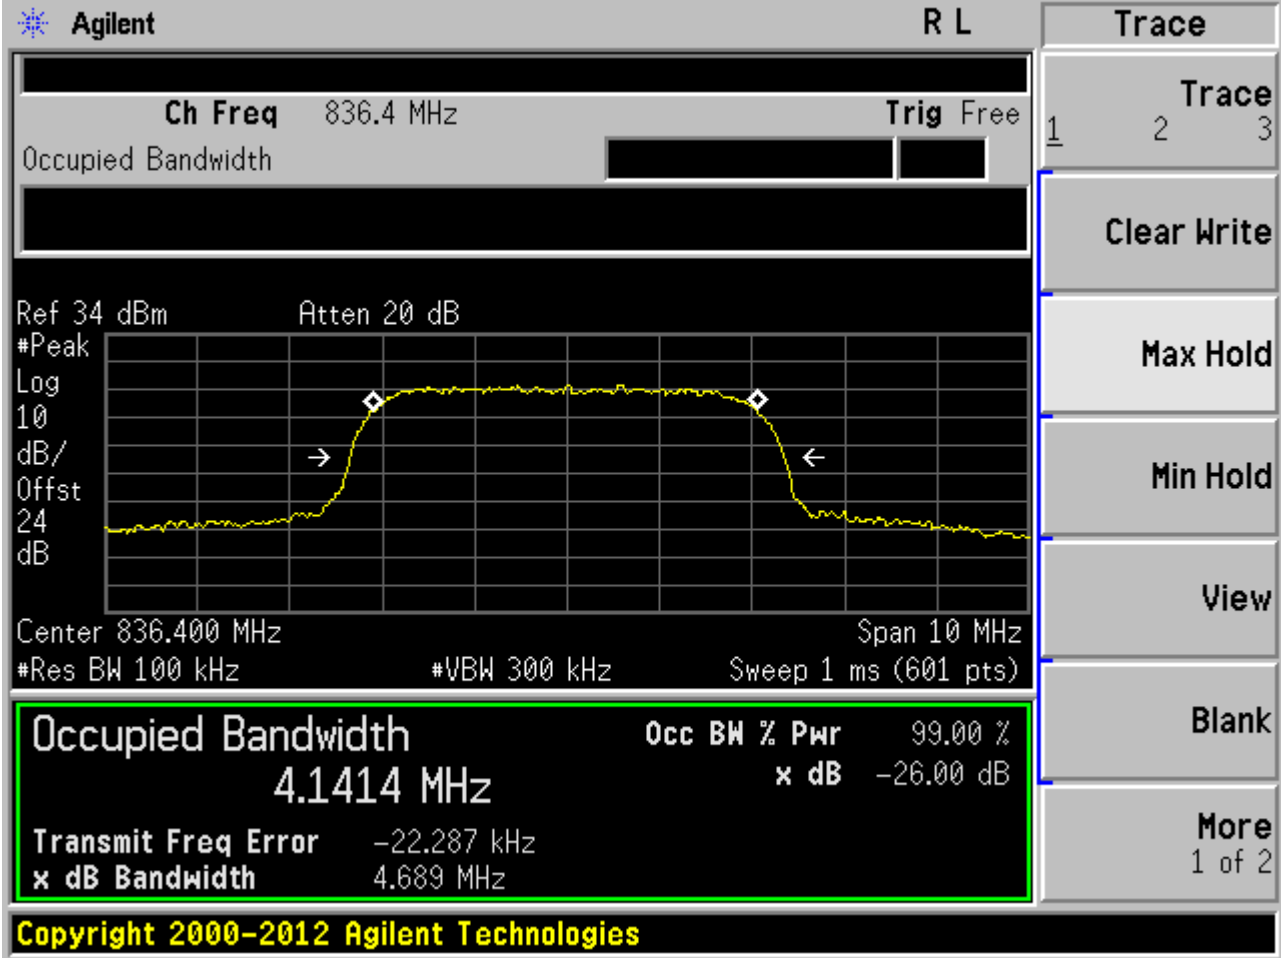 Agilent R L Trace
Ch Freq 836.4 MHz Trig Free
Occupied Bandwidth
Trace
1 2 3
Clear Write
Max Hold
Min Hold
View
Blank
More
1 of 2
Ref 34 dBm Atten 20 dB
#Peak
Log
10
dB/
Offst
24
dB
Center 836.400 MHz Span 10 MHz
#Res BW 100 kHz #VBW 300 kHz Sweep 1 ms (601 pts)
Occupied Bandwidth Occ BW % Pwr 99.00 %
4.1414 MHz x dB -26.00 dB
Transmit Freq Error -22.287 kHz
x dB Bandwidth 4.689 MHz
Copyright 2000-2012 Agilent Technologies